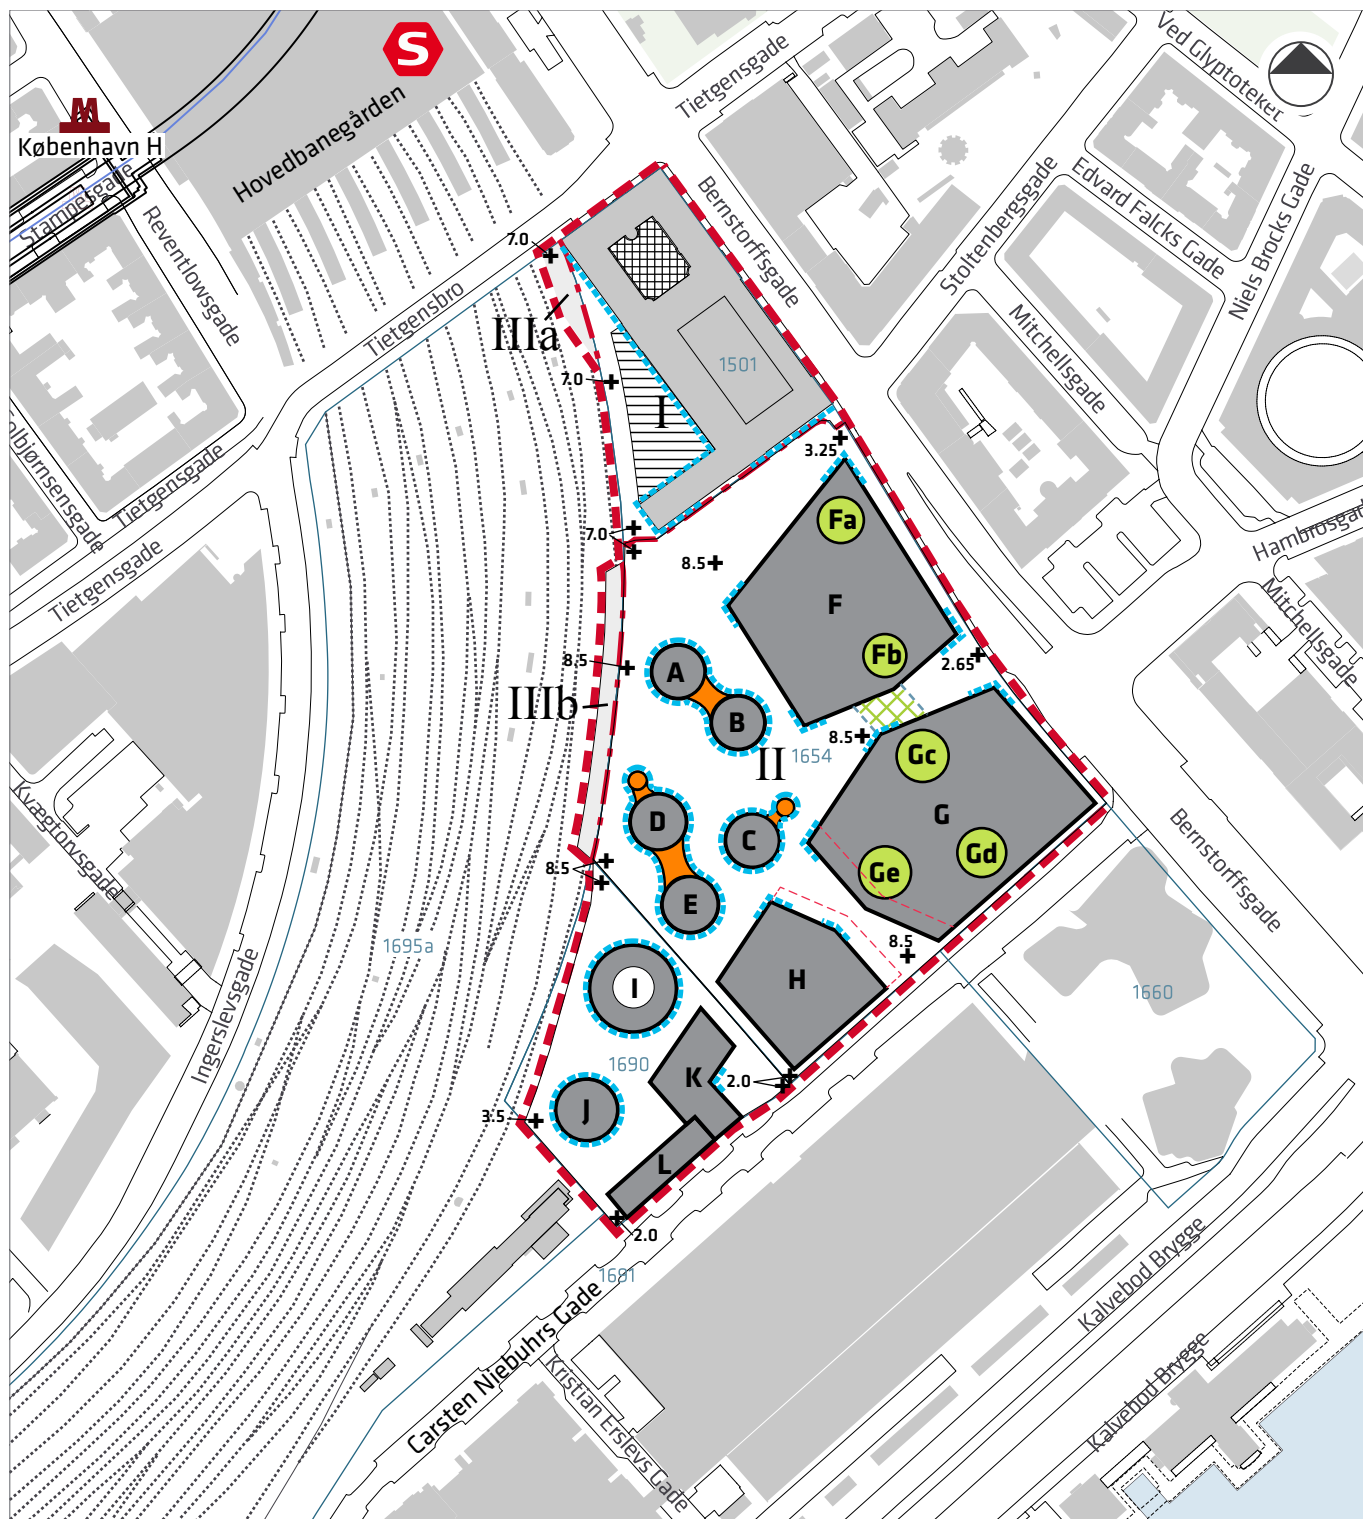 S
M
København H
Hovedbanegården
Stampesgade
Reventlowsgade
Tietgensgade
Ved Glyptoteket
Edvard Falcks Gade
Niels Brocks Gade
Stoltenbergsgade
Mitchellsgade
Bernstorffsgade
Tietgensbro
7.0
IIIa
7.0
I
1501
3.25
Hambrosgade
Mitchellsgade
Tietgensgade
Tietgensgade
7.0
8.5
Fa
F
Fb
2.65
8.5
A
B
IIIb
II
1654
8.5
Gc
G
Gd
Ge
D
C
E
8.5
8.5
H
Kvægtorvsgade
Ingerslevsgade
1695a
Bernstorffsgade
1660
I
1690
K
2.0
J
3.5
L
2.0
1691
Carsten Niebuhrs Gade
Kristian Erslevs Gade
Kalvebod Brygge
Kalvebod Brygge